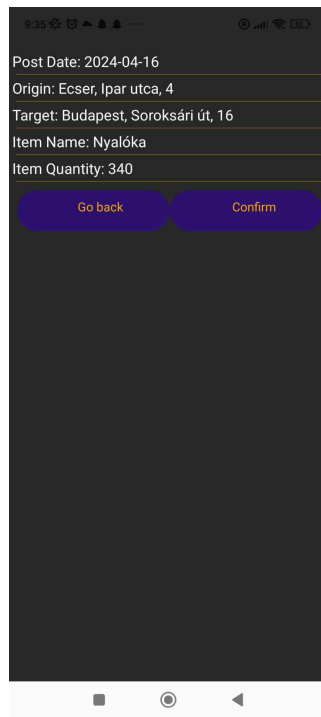 9:35
Post Date: 2024-04-16
Origin: Ecser, Ipar utca, 4
Target: Budapest, Soroksári út, 16
Item Name: Nyalóka
Item Quantity: 340
Go back Confirm